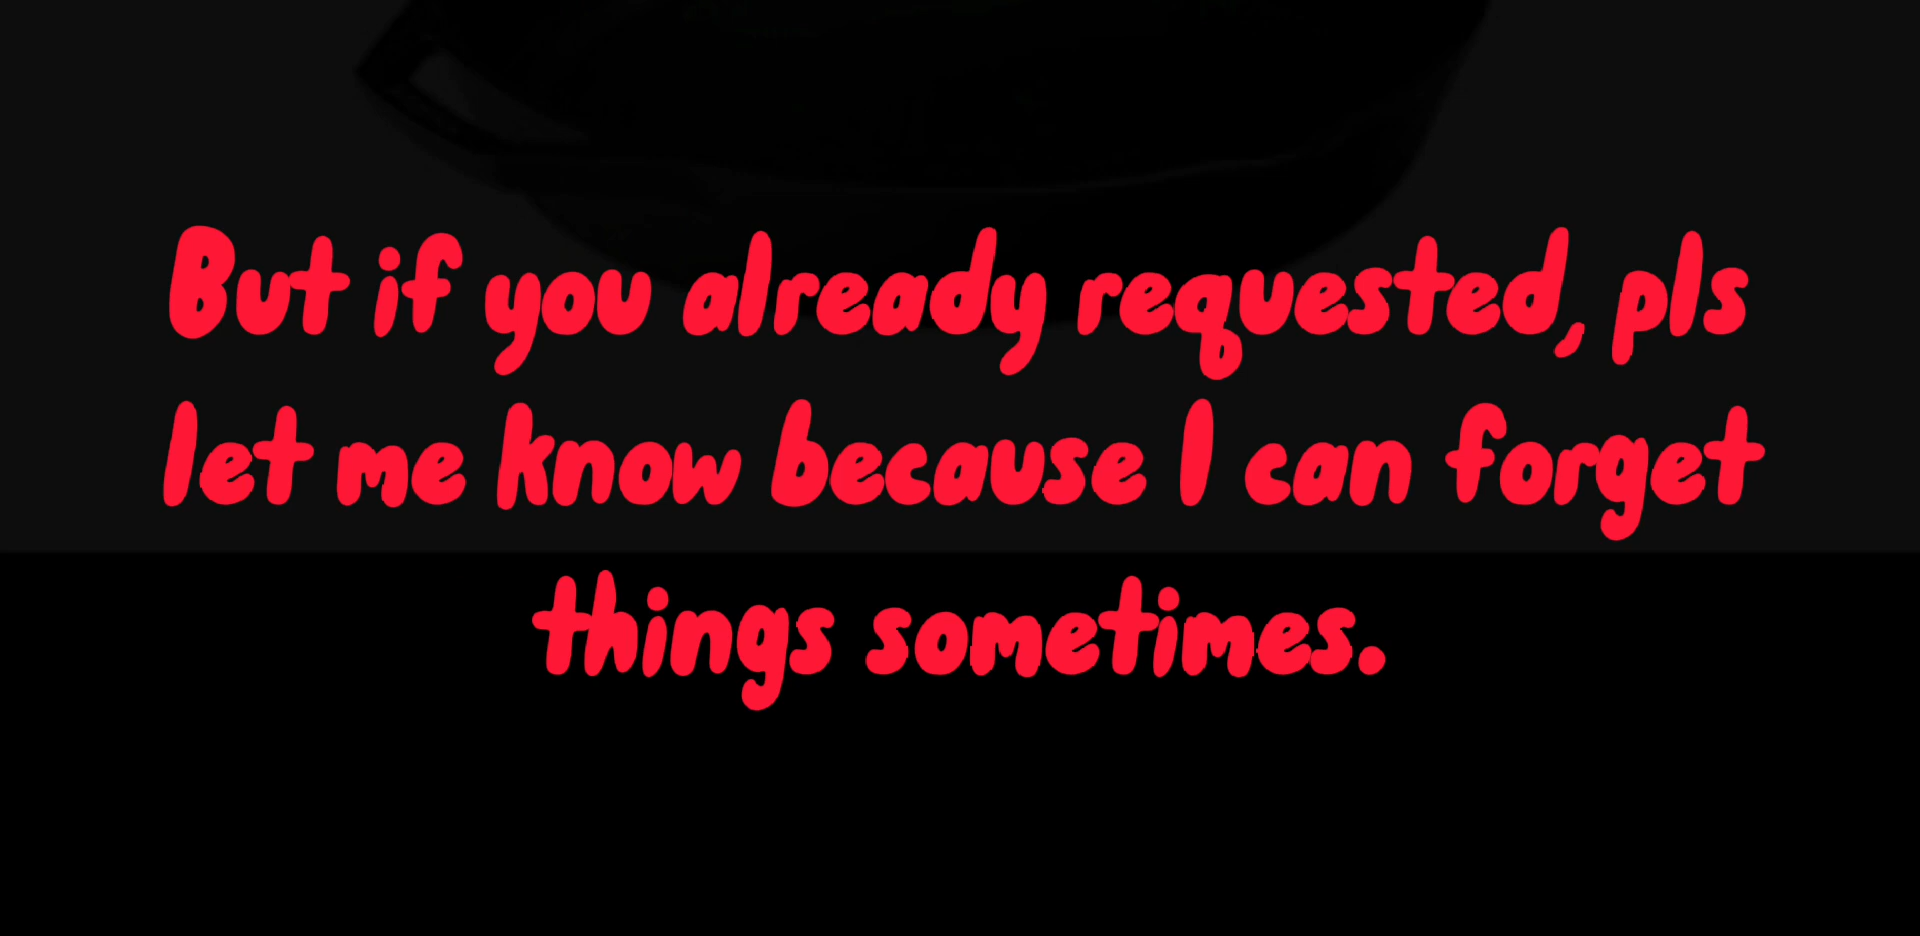 But if you already requested, pls
let me know because I can forget
things sometimes.